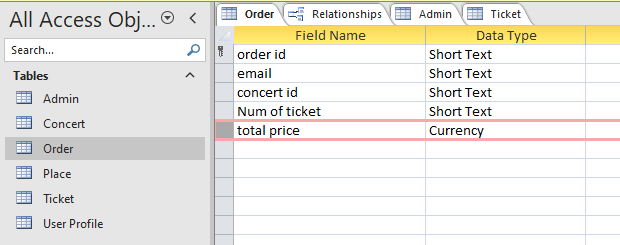 All Access Obj...
Search...
Tables
Admin
Concert
Order
Place
Ticket
User Profile
Order Relationships Admin Ticket
Field Name Data Type
order id Short Text
email Short Text
concert id Short Text
Num of ticket Short Text
total price Currency